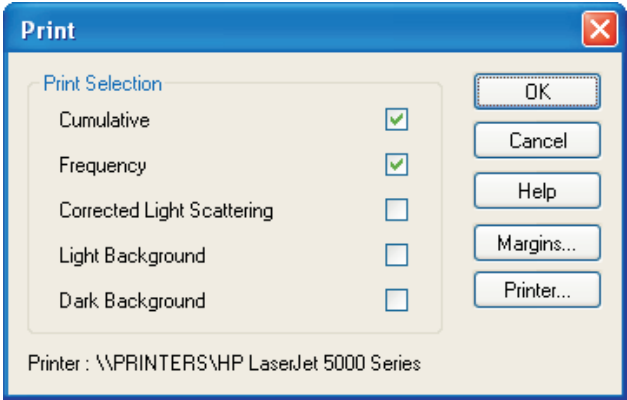 Print
Print Selection
Cumulative
Frequency
Corrected Light Scattering
Light Background
Dark Background
OK
Cancel
Help
Margins...
Printer...
Printer : \\PRINTERS\HP LaserJet 5000 Series